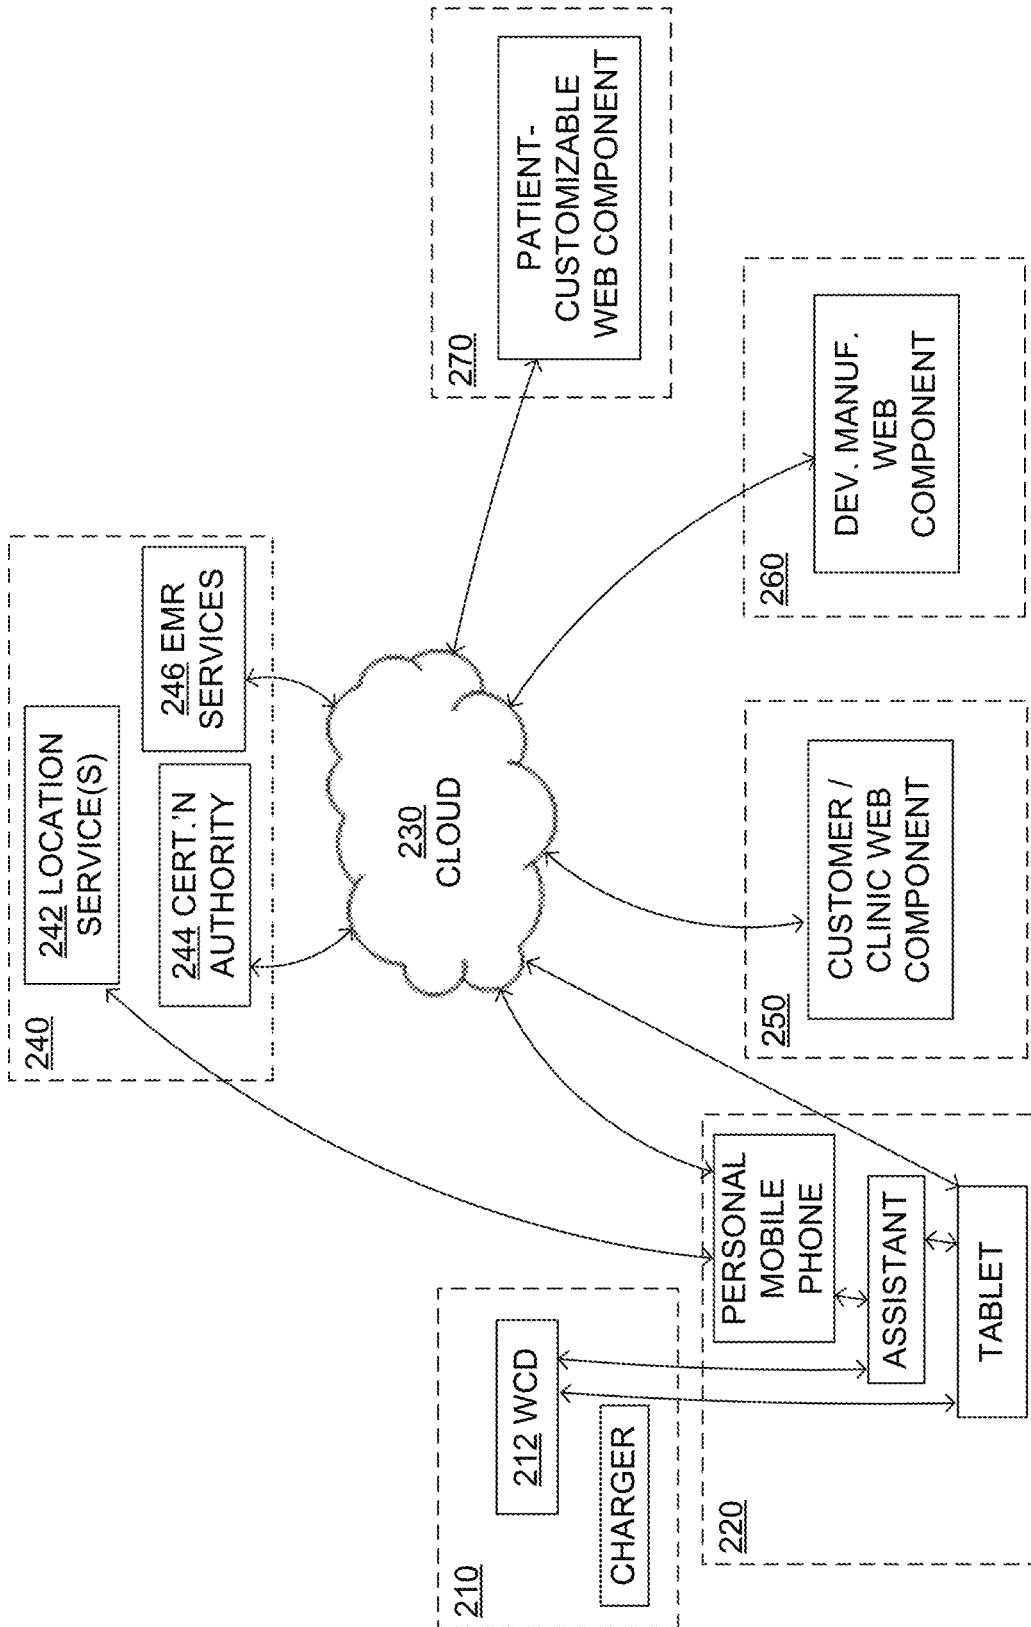 240
242 LOCATION
SERVICE(S)
244 CERT.'N
AUTHORITY
246 EMR
SERVICES
210
212 WCD
CHARGER
230
CLOUD
270
PATIENT-
CUSTOMIZABLE
WEB COMPONENT
220
PERSONAL
MOBILE
PHONE
ASSISTANT
TABLET
250
CUSTOMER /
CLINIC WEB
COMPONENT
260
DEV. MANUF.
WEB
COMPONENT